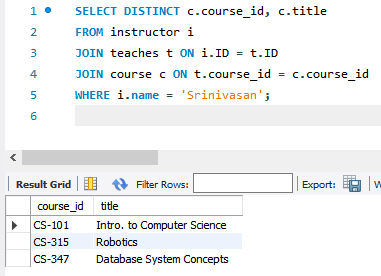 1 SELECT DISTINCT c.course_id, c.title
2 FROM instructor i
3 JOIN teaches t ON i.ID = t.ID
4 JOIN course c ON t.course_id = c.course_id
5 WHERE i.name = 'Srinivasan';
6
Result Grid Filter Rows: Export:
course_id title
CS-101 Intro. to Computer Science
CS-315 Robotics
CS-347 Database System Concepts